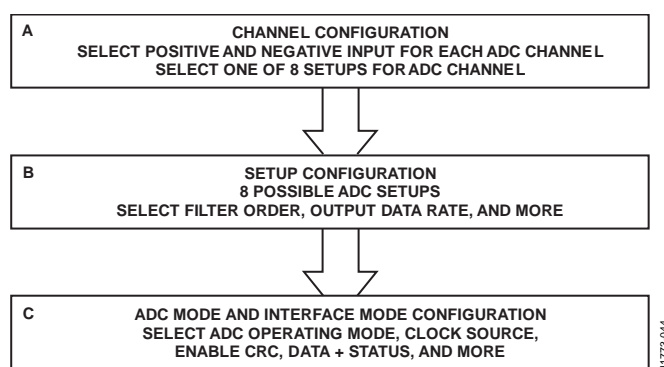 A
CHANNEL CONFIGURATION
SELECT POSITIVE AND NEGATIVE INPUT FOR EACH ADC CHANNEL
SELECT ONE OF 8 SETUPS FOR ADC CHANNEL
B
SETUP CONFIGURATION
8 POSSIBLE ADC SETUPS
SELECT FILTER ORDER, OUTPUT DATA RATE, AND MORE
C
ADC MODE AND INTERFACE MODE CONFIGURATION
SELECT ADC OPERATING MODE, CLOCK SOURCE,
ENABLE CRC, DATA + STATUS, AND MORE